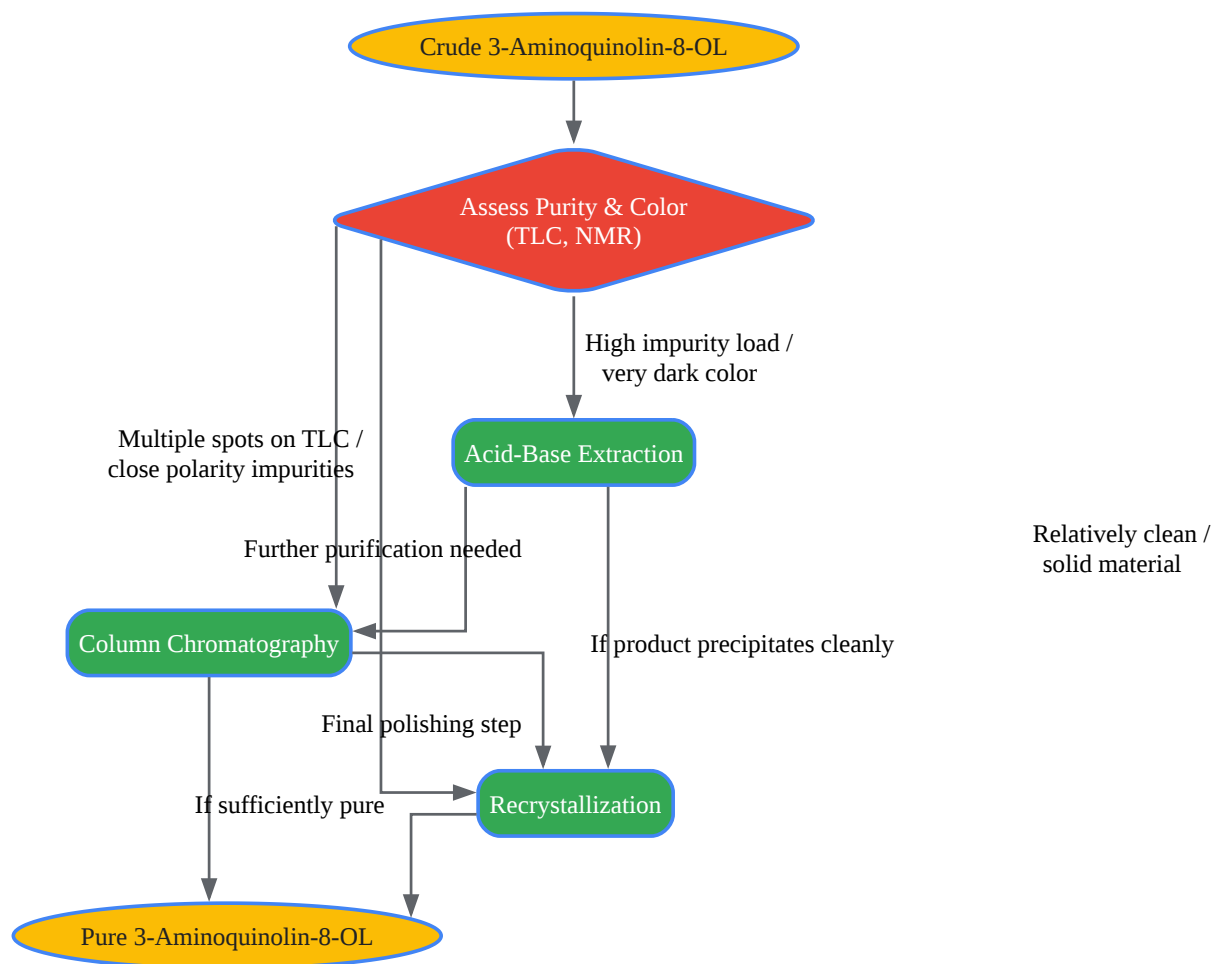 Crude 3-Aminoquinolin-8-OL
Assess Purity & Color
(TLC, NMR)
High impurity load /
very dark color
Multiple spots on TLC /
close polarity impurities
Acid-Base Extraction
Further purification needed
Relatively clean /
solid material
Column Chromatography
If product precipitates cleanly
Final polishing step
If sufficiently pure
Recrystallization
Pure 3-Aminoquinolin-8-OL